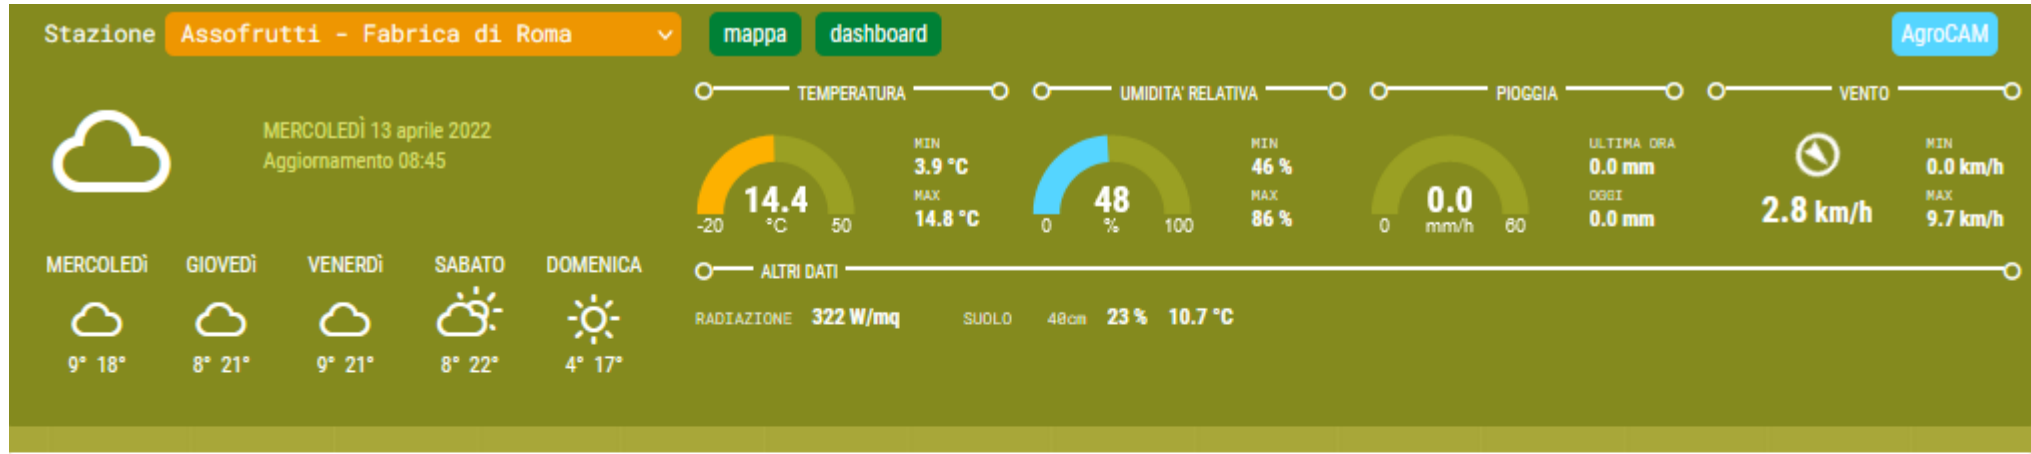 Stazione Assofrutti - Fabrica di Roma mappa dashboard AgroCAM
MERCOLEDÌ 13 aprile 2022
Aggiornamento 08:45
TEMPERATURA
14.4
°C
-20 50
MIN
3.9 °C
MAX
14.8 °C
UMIDITA' RELATIVA
48
%
0 100
MIN
46 %
MAX
86 %
PIOGGIA
0.0
mm/h
0 60
ULTIMA ORA
0.0 mm
OGGI
0.0 mm
VENTO
2.8 km/h
MIN
0.0 km/h
MAX
9.7 km/h
MERCOLEDÌ GIOVEDÌ VENERDÌ SABATO DOMENICA
9° 18° 8° 21° 9° 21° 8° 22° 4° 17°
ALTRI DATI
RADIAZIONE 322 W/mq SUOLO 40cm 23 % 10.7 °C